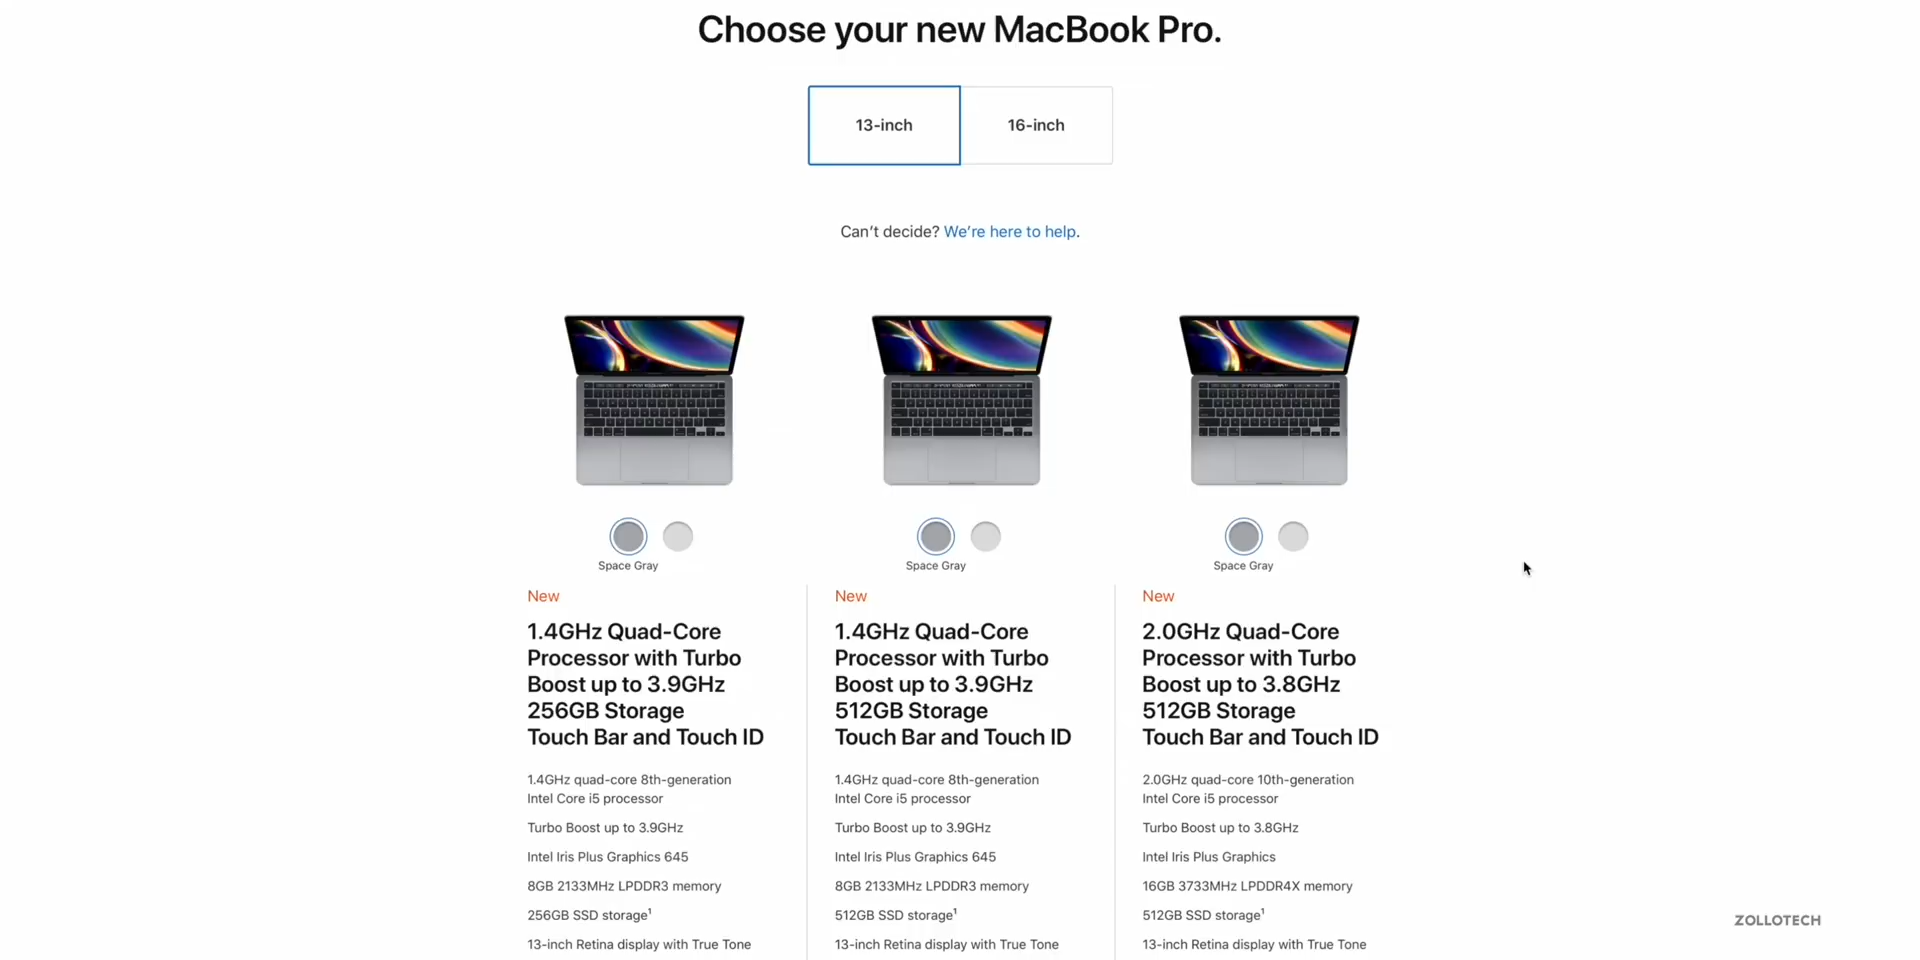 Choose your new MacBook Pro.
13-inch
16-inch
Can't decide? We're here to help.
Space Gray
Space Gray
Space Gray
New
1.4GHz Quad-Core
Processor with Turbo
Boost up to 3.9GHz
256GB Storage
Touch Bar and Touch ID
1.4GHz quad-core 8th-generation
Intel Core i5 processor
Turbo Boost up to 3.9GHz
Intel Iris Plus Graphics 645
8GB 2133MHz LPDDR3 memory
256GB SSD storage¹
13-inch Retina display with True Tone
New
1.4GHz Quad-Core
Processor with Turbo
Boost up to 3.9GHz
512GB Storage
Touch Bar and Touch ID
1.4GHz quad-core 8th-generation
Intel Core i5 processor
Turbo Boost up to 3.9GHz
Intel Iris Plus Graphics 645
8GB 2133MHz LPDDR3 memory
512GB SSD storage¹
13-inch Retina display with True Tone
New
2.0GHz Quad-Core
Processor with Turbo
Boost up to 3.8GHz
512GB Storage
Touch Bar and Touch ID
2.0GHz quad-core 10th-generation
Intel Core i5 processor
Turbo Boost up to 3.8GHz
Intel Iris Plus Graphics
16GB 3733MHz LPDDR4X memory
512GB SSD storage¹
13-inch Retina display with True Tone
ZOLLOTECH